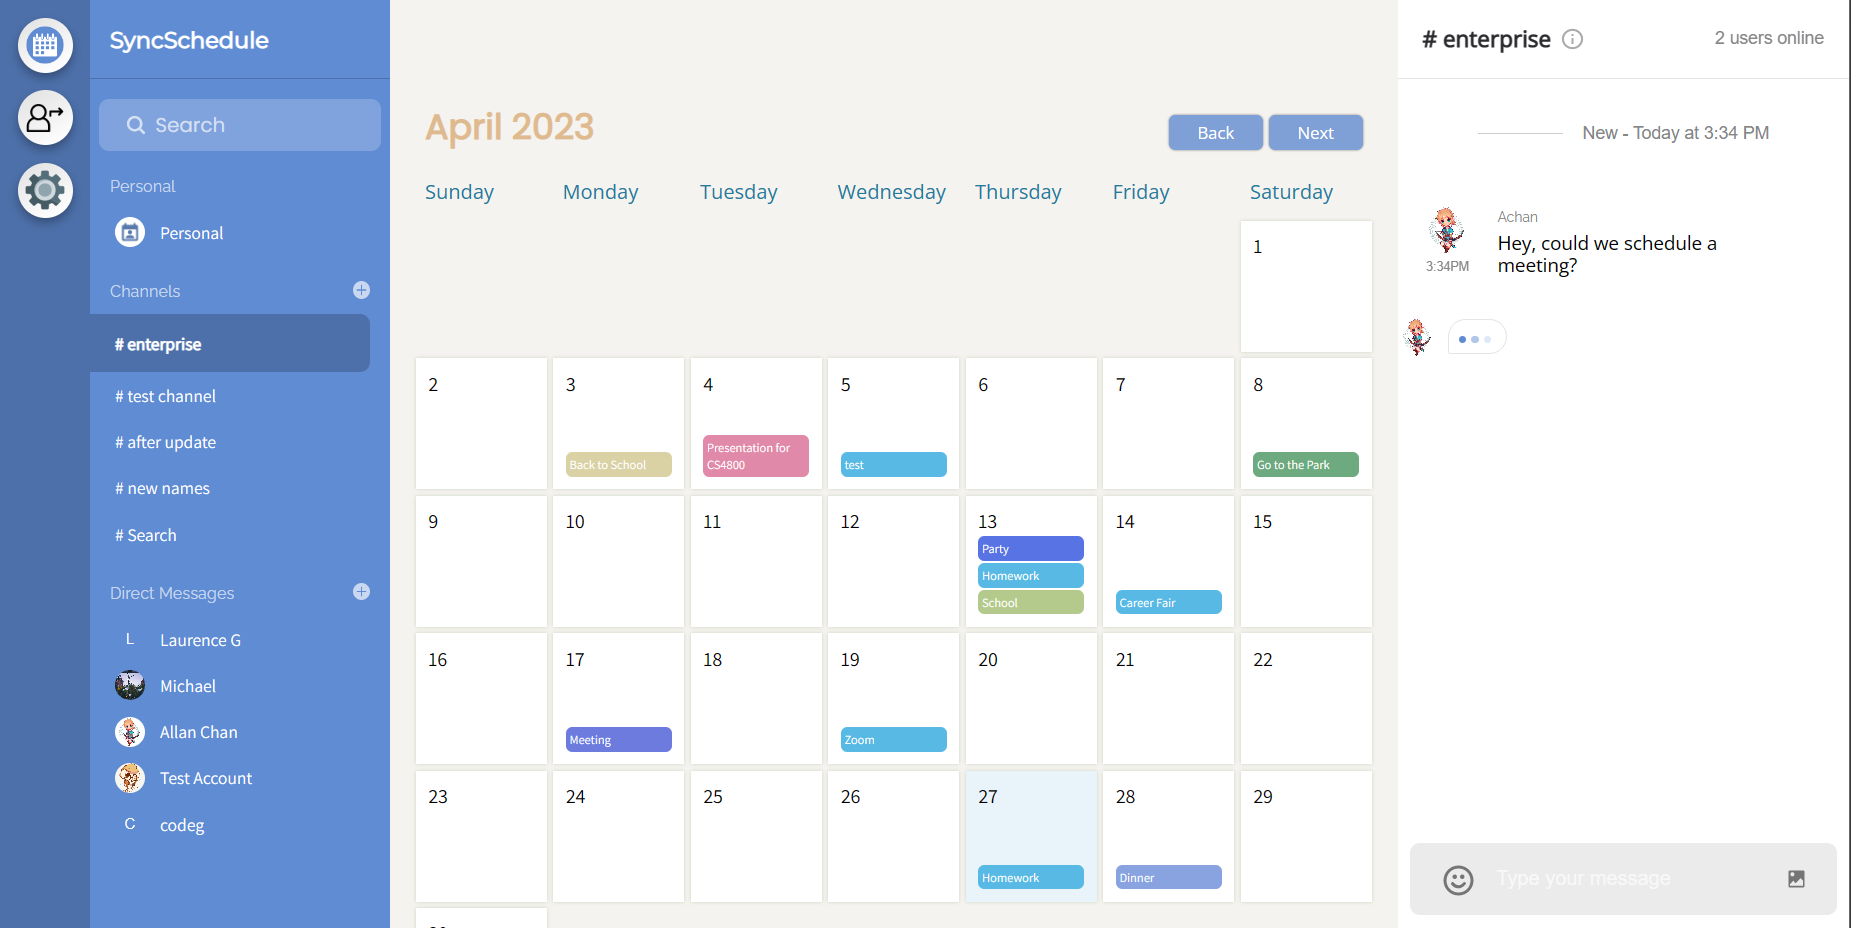 SyncSchedule
Search
Personal
Personal
Channels
# enterprise
# test channel
# after update
# new names
# Search
Direct Messages
L Laurence G
Michael
Allan Chan
Test Account
C codeg
April 2023
Back Next
Sunday Monday Tuesday Wednesday Thursday Friday Saturday
1
2 3 4 5 6 7 8
Back to School
Presentation for
CS4800
test
Go to the Park
9 10 11 12 13 14 15
Party
Homework
School
Career Fair
16 17 18 19 20 21 22
Meeting
Zoom
23 24 25 26 27 28 29
Homework
Dinner
# enterprise
2 users online
New - Today at 3:34 PM
Achan
Hey, could we schedule a
meeting?
3:34PM
Type your message